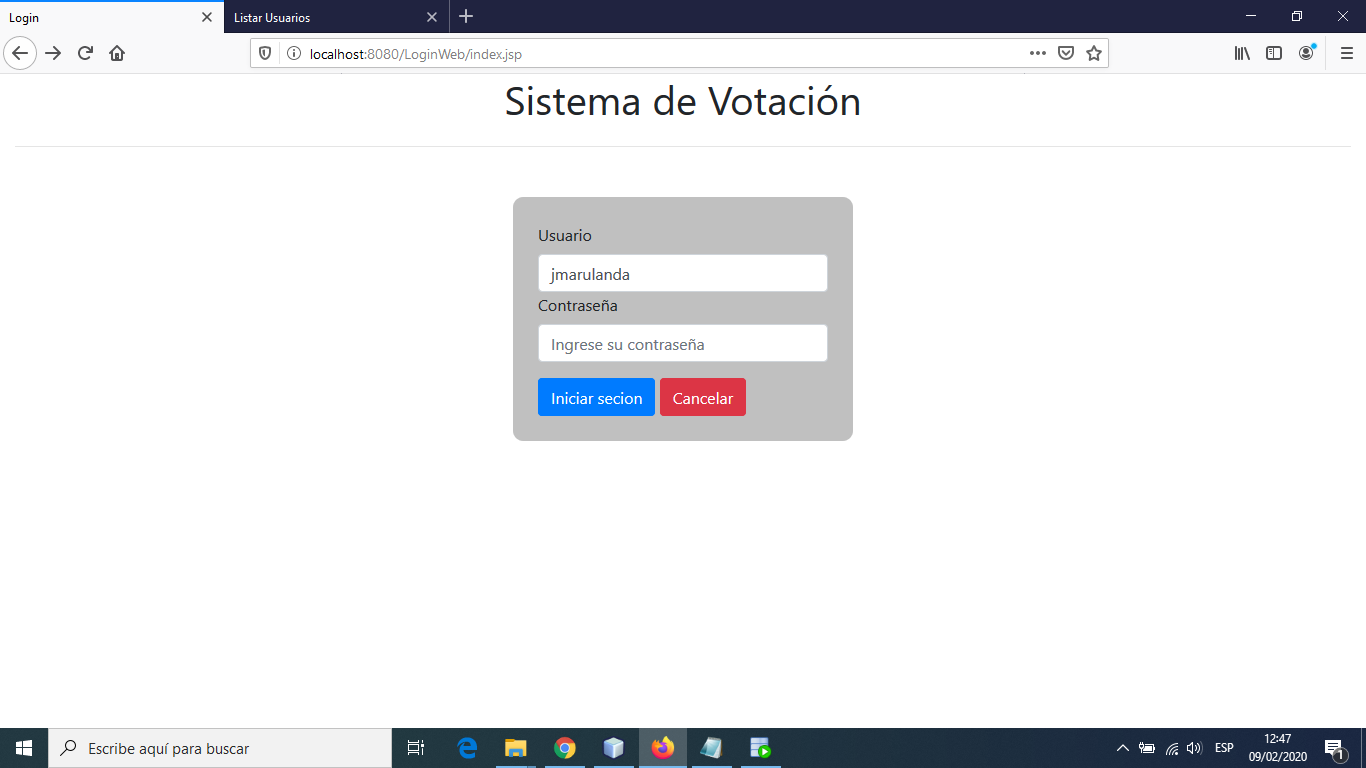 Login
Listar Usuarios
localhost:8080/LoginWeb/index.jsp
Sistema de Votación
Usuario
jmarulanda
Contraseña
Ingrese su contraseña
Iniciar secion Cancelar
Escribe aquí para buscar
ESP
12:47
09/02/2020
1